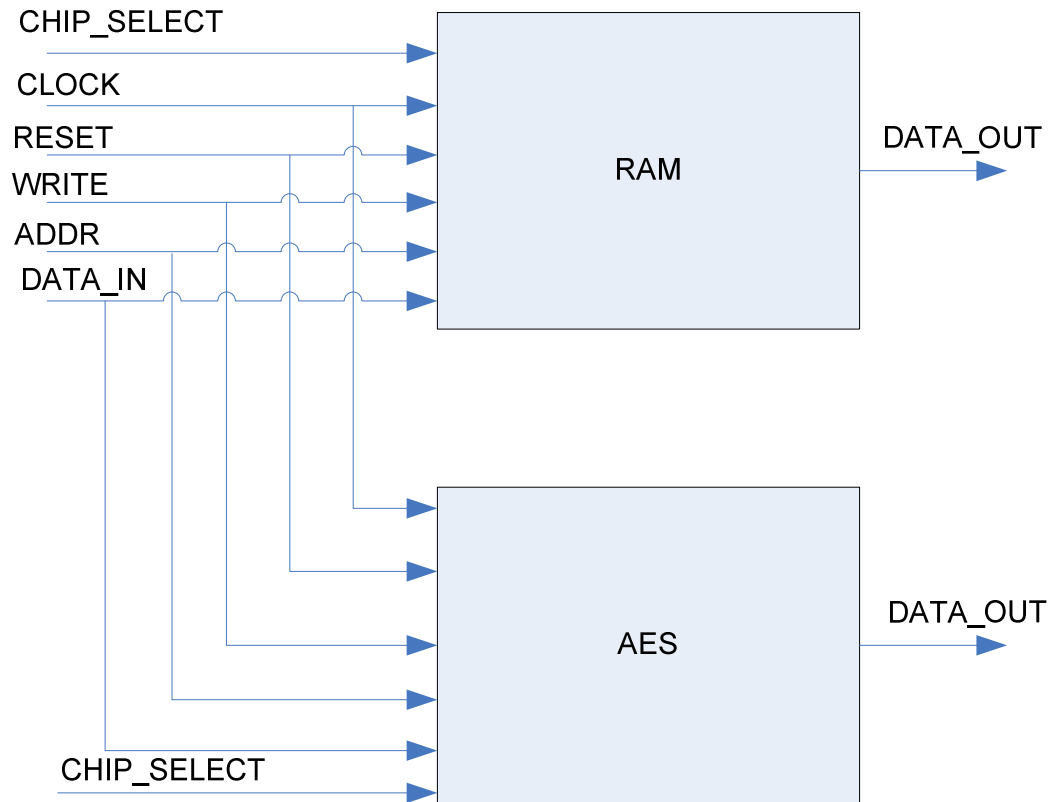 CHIP_SELECT
CLOCK
RESET
WRITE
ADDR
DATA_IN
RAM
DATA_OUT
AES
DATA_OUT
CHIP_SELECT